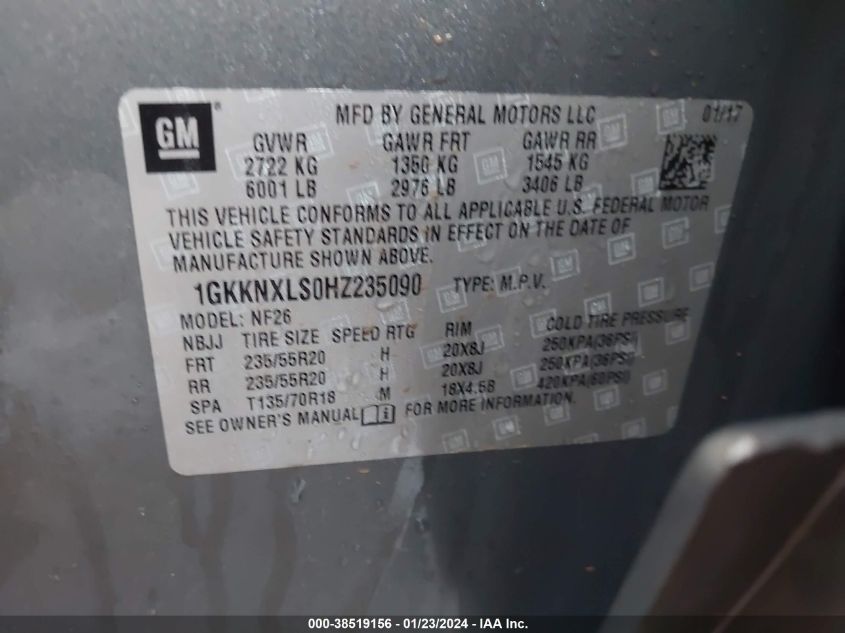 GM
MFD BY GENERAL MOTORS LLC 01/17
GVWR GAWR FRT GAWR RR
2722 KG 1350 KG 1545 KG
6001 LB 2976 LB 3406 LB
THIS VEHICLE CONFORMS TO ALL APPLICABLE U.S. FEDERAL MOTOR
VEHICLE SAFETY STANDARDS IN EFFECT ON THE DATE OF
MANUFACTURE SHOWN ABOVE.
1GKKNXLS0HZ235090 TYPE: M.P.V.
MODEL: NF26
NBJJ TIRE SIZE SPEED RTG RIM COLD TIRE PRESSURE
FRT 235/55R20 H 20X8J 250KPA(36PSI)
RR 235/55R20 H 20X8J 250KPA(36PSI)
SPA T135/70R18 M 18X4.5B 420KPA(60PSI)
SEE OWNER'S MANUAL FOR MORE INFORMATION.
000-38519156 - 01/23/2024 - IAA Inc.